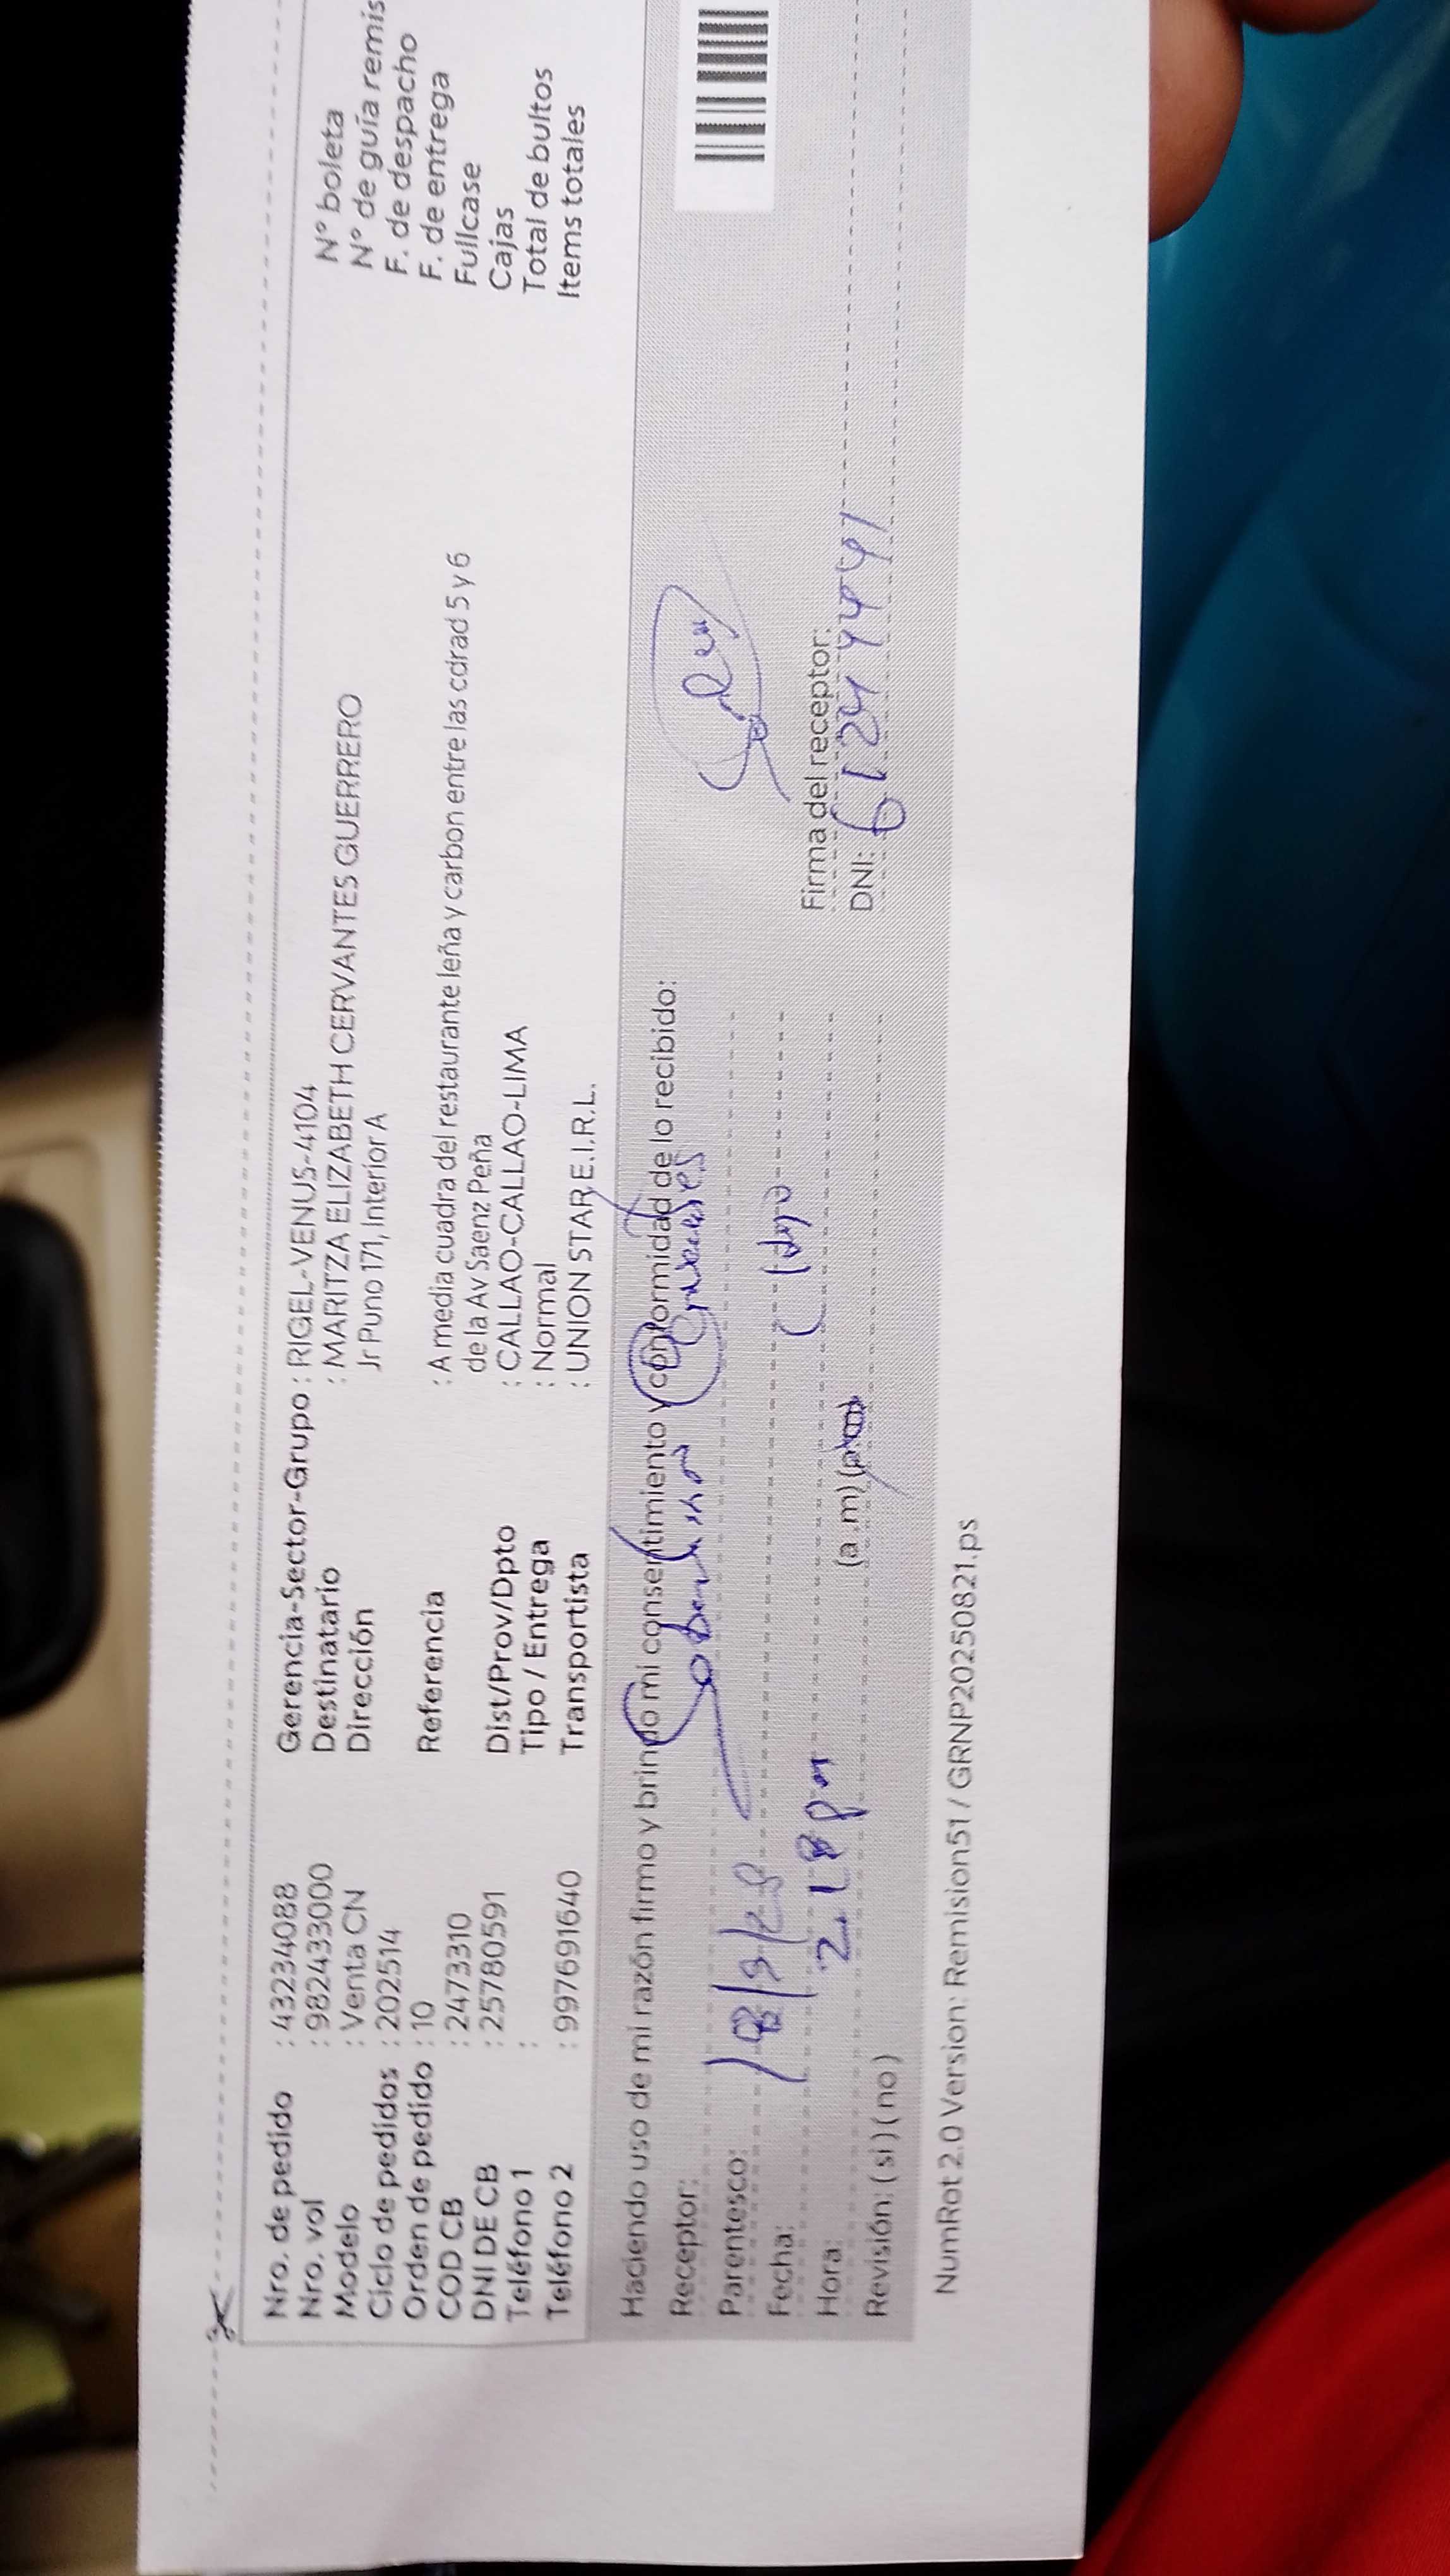 Nro. de pedido : 43234088
Nro. vol : 982433000
Modelo : Venta CN
Ciclo de pedidos : 202514
Orden de pedido : 10
COD CB : 2473310
DNI DE CB : 25780591
Teléfono 1 :
Teléfono 2 : 997691640
Gerencia-Sector-Grupo : RIGEL-VENUS-4104
Destinatario : MARITZA ELIZABETH CERVANTES GUERRERO
Dirección Jr Puno 171, Interior A
Referencia : A media cuadra del restaurante leña y carbon entre las cdrad 5 y 6
de la Av Saenz Peña
Dist/Prov/Dpto : CALLAO-CALLAO-LIMA
Tipo / Entrega : Normal
Transportista : UNION STAR E.I.R.L.
N° boleta
N° de guía remis
F. de despacho
F. de entrega
Fullcase
Cajas
Total de bultos
Items totales
Haciendo uso de mi razón firmo y brindo mi consentimiento y conformidad de lo recibido:
Receptor:
Parentesco:
Fecha:
Hora: 2.18 pm (a.m)
Revisión: (si) (no)
Firma del receptor:
DNI:
NumRot 2.0 Version: Remision51 / GRNP20250821.ps